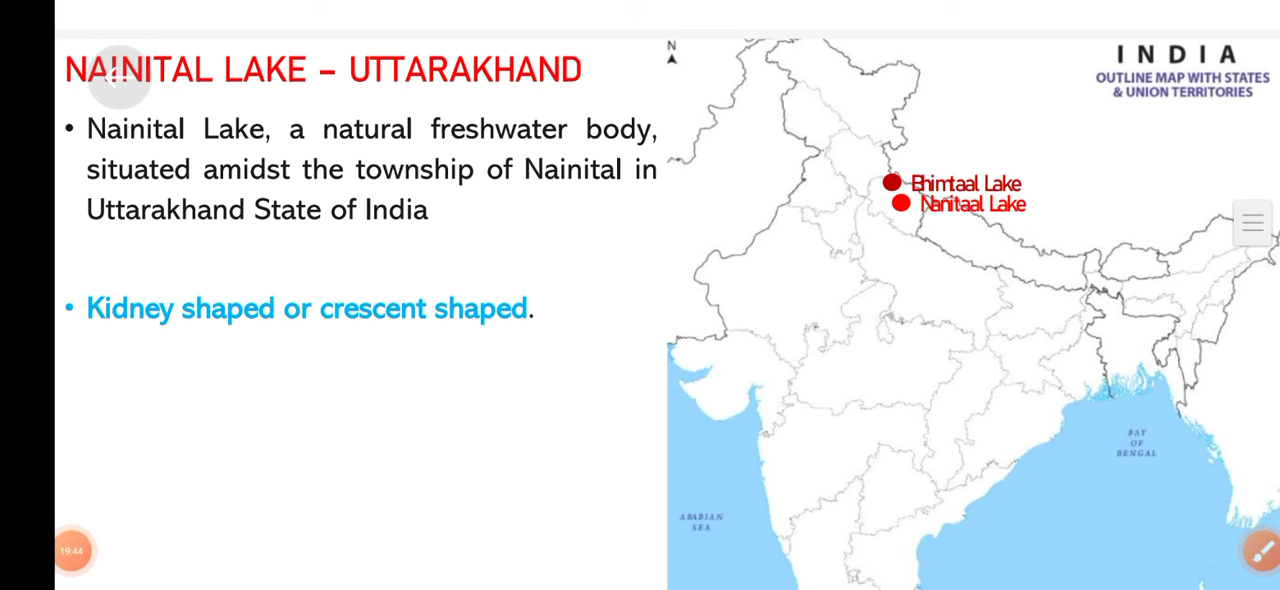 NAINITAL LAKE – UTTARAKHAND
• Nainital Lake, a natural freshwater body,
situated amidst the township of Nainital in
Uttarakhand State of India
• Kidney shaped or crescent shaped.
N
INDIA
OUTLINE MAP WITH STATES
& UNION TERRITORIES
Bhimtaal Lake
Nanitaal Lake
BAY
OF
BENGAL
ARABIAN
SEA
19:44